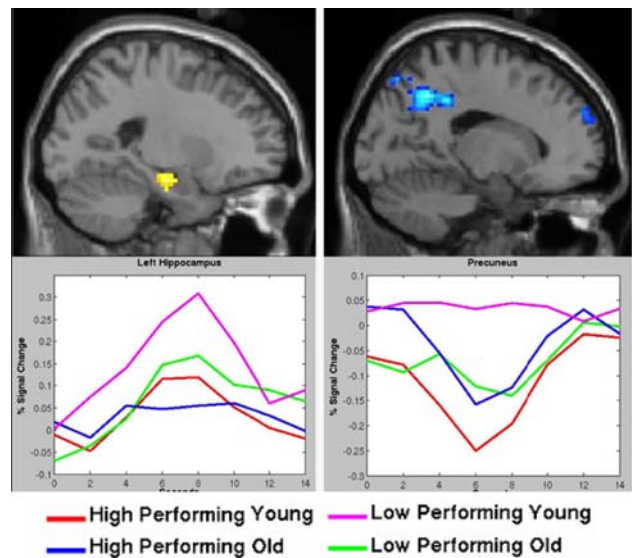 Left Hippocampus
Precuneus
% Signal Change
0.3
0.25
0.2
0.15
0.1
0.05
0
-0.05
-0.1
0 2 4 6 8 10 12 14
% Signal Change
0.1
0.05
0
-0.05
-0.1
-0.15
-0.2
-0.25
-0.3
0 2 4 6 8 10 12 14
High Performing Young
Low Performing Young
High Performing Old
Low Performing Old